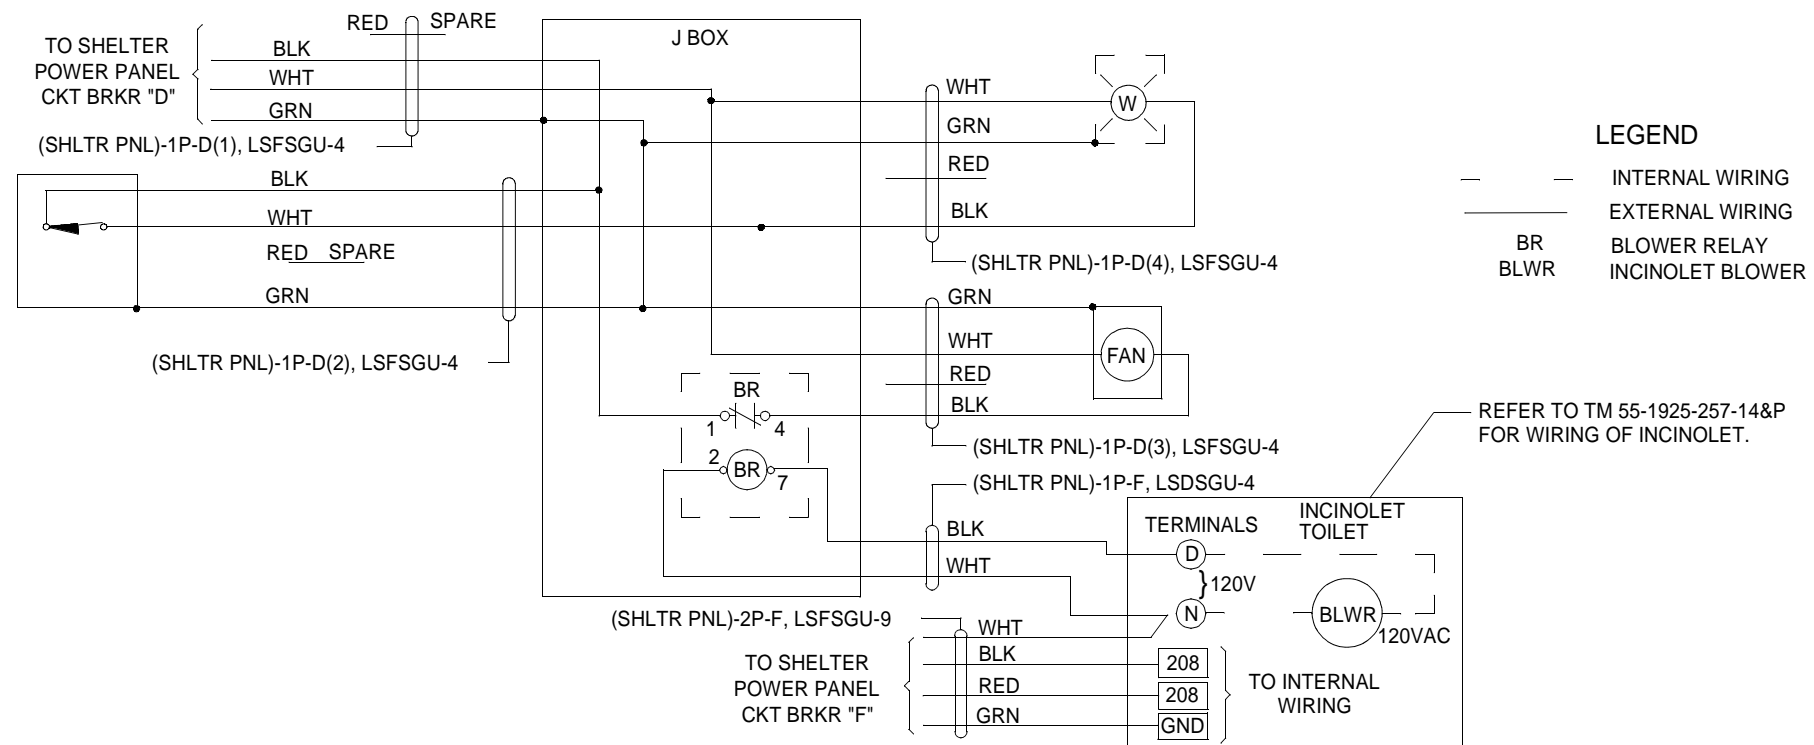 RED SPARE
TO SHELTER
POWER PANEL
CKT BRKR "D"
BLK
WHT
GRN
(SHLTR PNL)-1P-D(1), LSFSGU-4
BLK
WHT
RED SPARE
GRN
(SHLTR PNL)-1P-D(2), LSFSGU-4
J BOX
BR
1 4
2 BR 7
WHT
GRN
RED
BLK
W
(SHLTR PNL)-1P-D(4), LSFSGU-4
GRN
WHT
RED
BLK
FAN
(SHLTR PNL)-1P-D(3), LSFSGU-4
(SHLTR PNL)-1P-F, LSDSGU-4
BLK
WHT
(SHLTR PNL)-2P-F, LSFSGU-9
TO SHELTER
POWER PANEL
CKT BRKR "F"
WHT
BLK
RED
GRN
TERMINALS
INCINOLET
TOILET
D
}120V
N
BLWR
120VAC
208
208
GND
TO INTERNAL
WIRING
REFER TO TM 55-1925-257-14&P
FOR WIRING OF INCINOLET.
LEGEND
INTERNAL WIRING
EXTERNAL WIRING
BR BLOWER RELAY
BLWR INCINOLET BLOWER